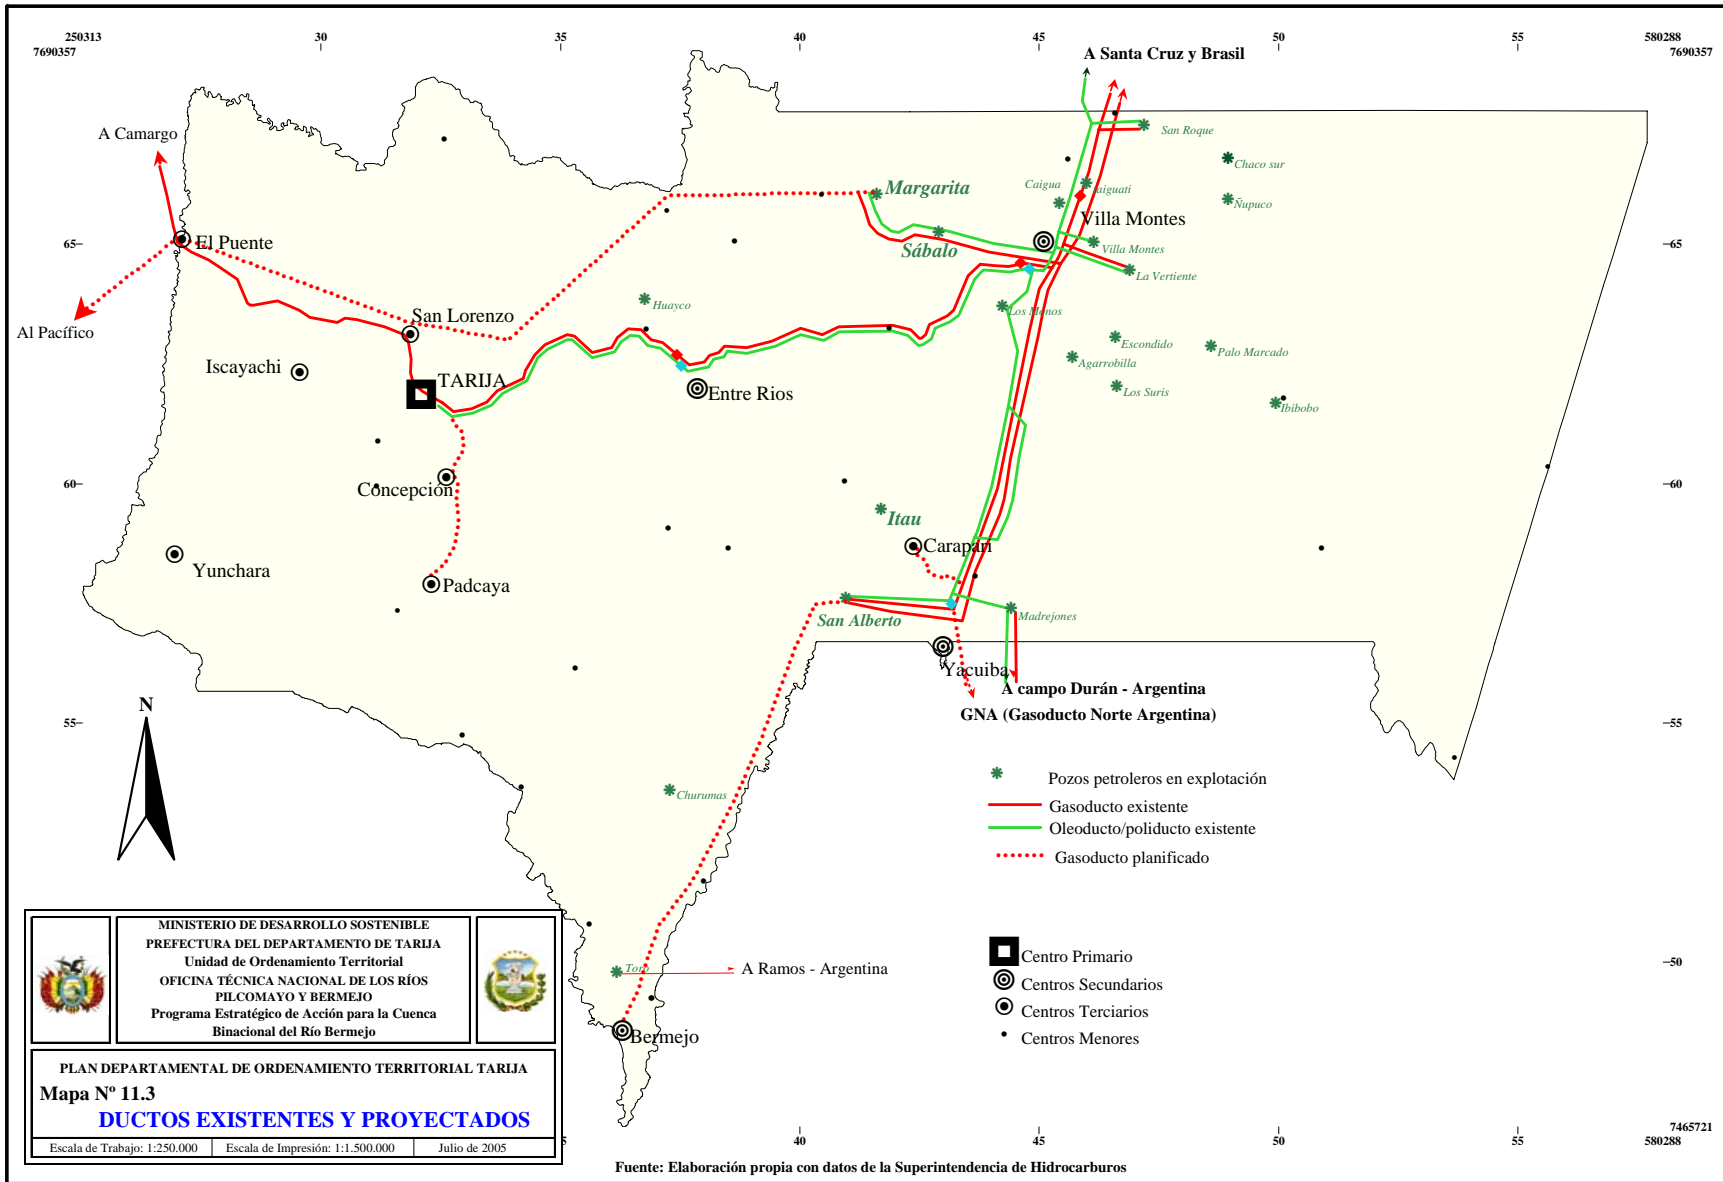 250313
30
35
40
45
50
55
580288
7690357
7690357
A Santa Cruz y Brasil
A Camargo
San Roque
Chaco sur
Caigua
Margarita
Ñupuco
Villa Montes
El Puente
65
Sábalo
Villa Montes
65
La Vertiente
Huayco
San Lorenzo
Los Menos
Al Pacífico
Escondido
Palo Marcado
Iscayachi
Agarrobilla
TARIJA
Entre Rios
Los Suris
Ibibobo
60
Concepción
60
Itau
Carapari
Yunchara
Padcaya
San Alberto
Madrejones
Yacuiba
A campo Durán - Argentina
N
GNA (Gasoducto Norte Argentina)
55
55
Pozos petroleros en explotación
Churumas
Gasoducto existente
Oleoducto/poliducto existente
Gasoducto planificado
MINISTERIO DE DESARROLLO SOSTENIBLE
PREFECTURA DEL DEPARTAMENTO DE TARIJA
Unidad de Ordenamiento Territorial
OFICINA TÉCNICA NACIONAL DE LOS RÍOS
PILCOMAYO Y BERMEJO
Programa Estratégico de Acción para la Cuenca
Binacional del Río Bermejo
Toro
A Ramos - Argentina
50
Centro Primario
Centros Secundarios
Centros Terciarios
Centros Menores
Bermejo
PLAN DEPARTAMENTAL DE ORDENAMIENTO TERRITORIAL TARIJA
Mapa Nº 11.3
DUCTOS EXISTENTES Y PROYECTADOS
Escala de Trabajo: 1:250.000
Escala de Impresión: 1:1.500.000
Julio de 2005
40
45
50
55
7465721
580288
Fuente: Elaboración propia con datos de la Superintendencia de Hidrocarburos